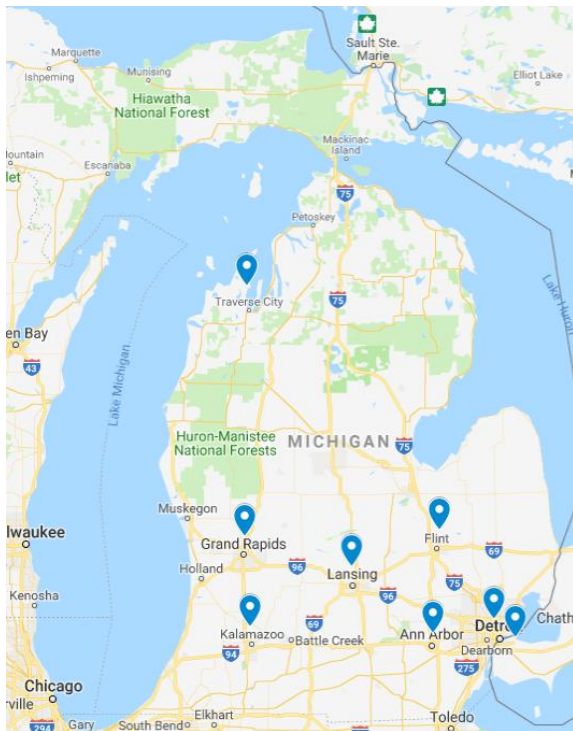 Sault Ste.
Marie
Elliot Lake
Marquette
Ishpeming
Munising
Hiawatha
National Forest
Mackinac
Island
Escanaba
ountain
let
75
Petoskey
Traverse City
75
en Bay
43
Lake Michigan
Lake Huron
Huron-Manistee
National Forests
MICHIGAN
75
Muskegon
lwaukee
Grand Rapids
Flint
69
Holland
96
Lansing
75
Kenosha
96
Chath
69
Kalamazoo
Battle Creek
Ann Arbor
Detro
Dearborn
94
275
Chicago
rville
294
Gary
South Bend
Elkhart
Toledo